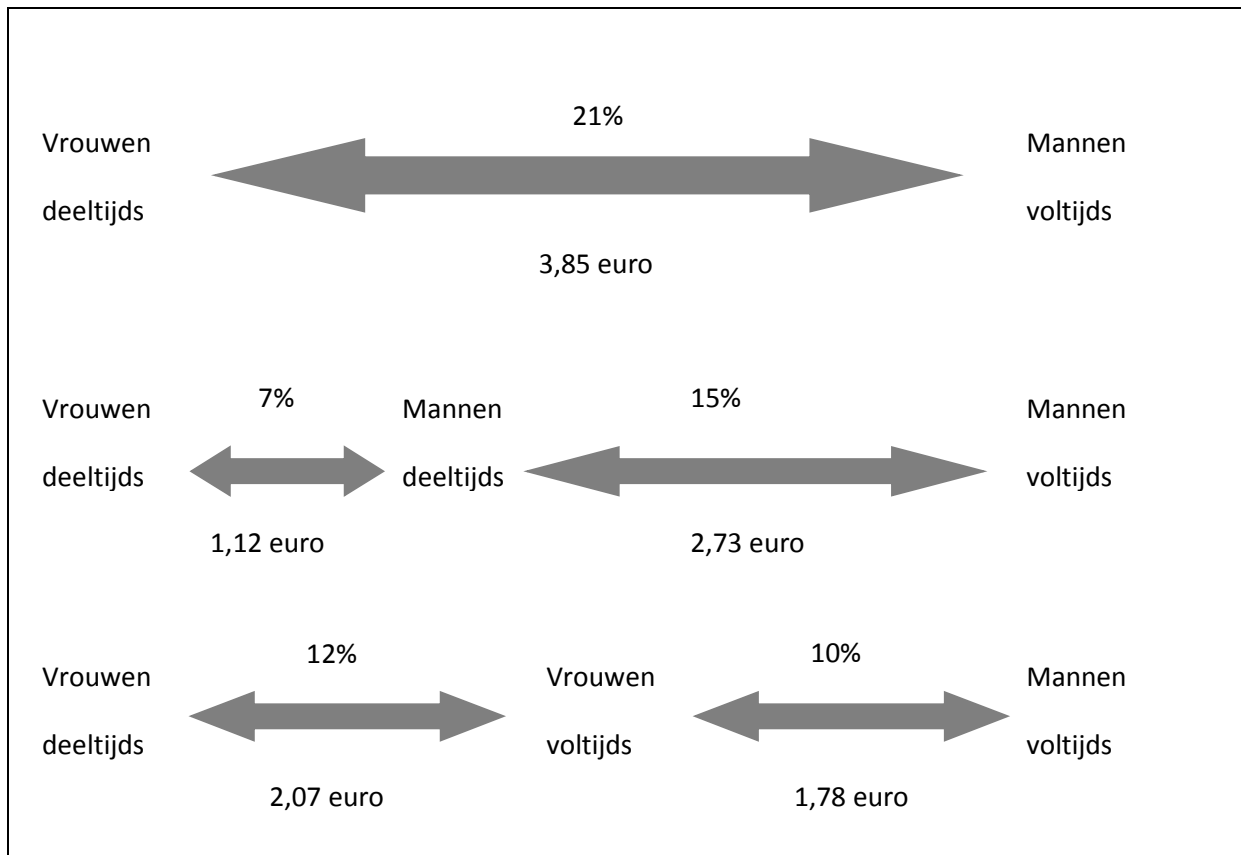 21%
Vrouwen
deeltijds
Mannen
voltijds
3,85 euro
7%
15%
Vrouwen
deeltijds
Mannen
deeltijds
Mannen
voltijds
1,12 euro
2,73 euro
12%
10%
Vrouwen
deeltijds
Vrouwen
voltijds
Mannen
voltijds
2,07 euro
1,78 euro